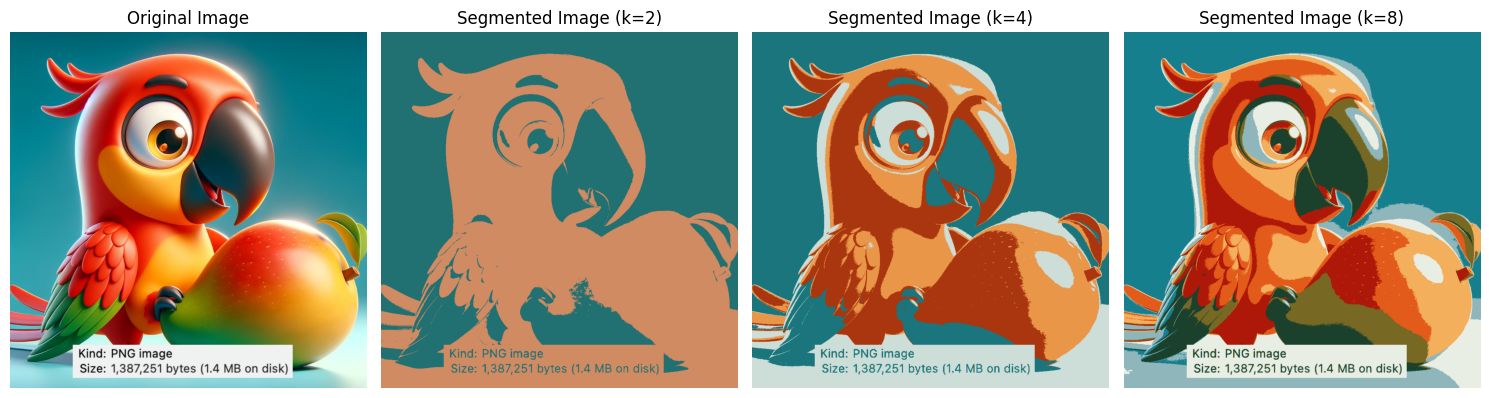 Original Image
Segmented Image (k=2)
Segmented Image (k=4)
Segmented Image (k=8)
Kind: PNG image
Size: 1,387,251 bytes (1.4 MB on disk)
Kind: PNG image
Size: 1,387,251 bytes (1.4 MB on disk)
Kind: PNG image
Size: 1,387,251 bytes (1.4 MB on disk)
Kind: PNG image
Size: 1,387,251 bytes (1.4 MB on disk)